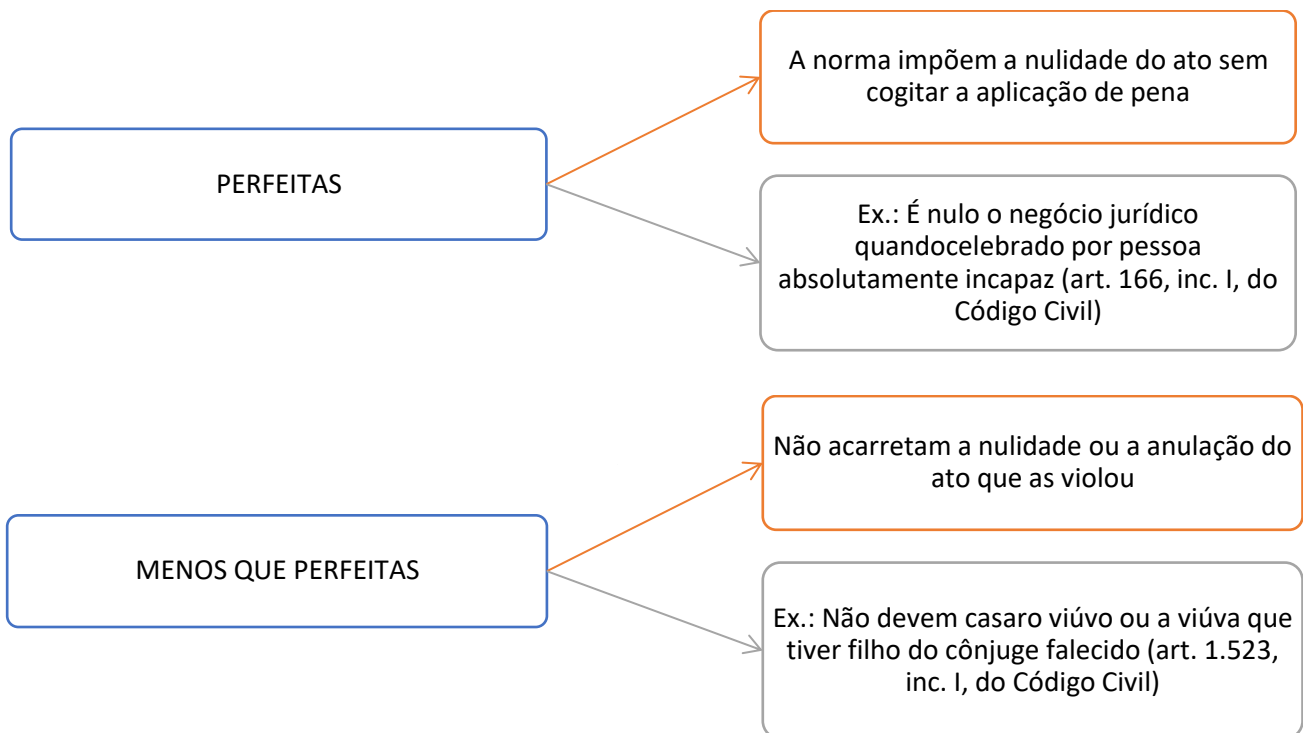 A norma impõem a nulidade do ato sem
cogitar a aplicação de pena
PERFEITAS
Ex.: É nulo o negócio jurídico
quandocelebrado por pessoa
absolutamente incapaz (art. 166, inc. I, do
Código Civil)
Não acarretam a nulidade ou a anulação do
ato que as violou
MENOS QUE PERFEITAS
Ex.: Não devem casaro viúvo ou a viúva que
tiver filho do cônjuge falecido (art. 1.523,
inc. I, do Código Civil)